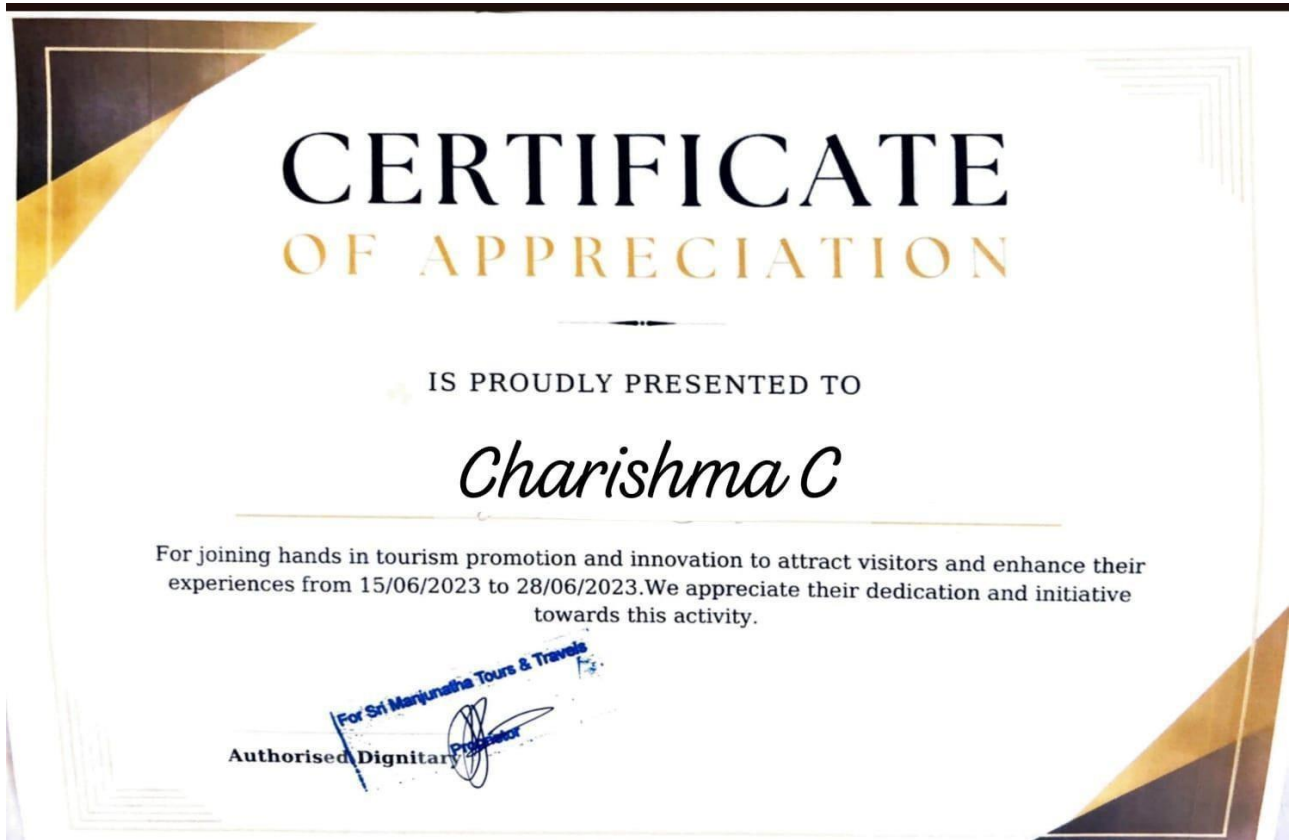 CERTIFICATE
OF APPRECIATION
IS PROUDLY PRESENTED TO
Charishma C
For joining hands in tourism promotion and innovation to attract visitors and enhance their
experiences from 15/06/2023 to 28/06/2023.We appreciate their dedication and initiative
towards this activity.
For Sri Manjunatha Tours & Travels
Proprietor
Authorised Dignitary